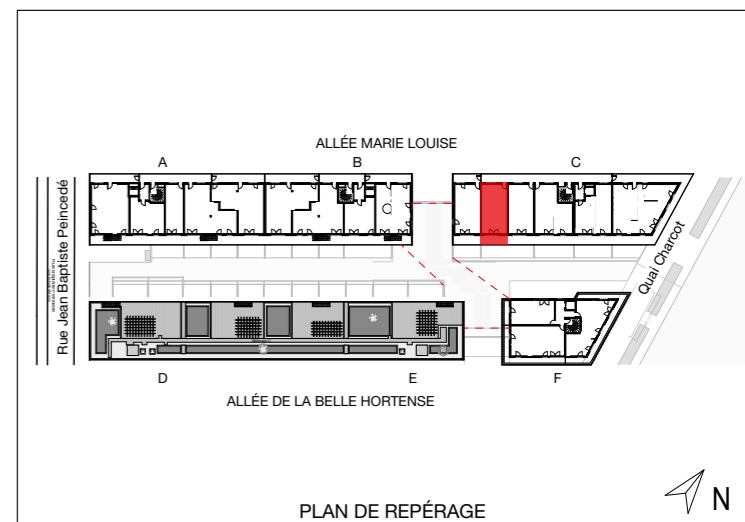 ALLÉE MARIE LOUISE
A
B
C
Rue Jean Baptiste Peincedé
Quai Charcot
D
E
F
ALLÉE DE LA BELLE HORTENSE
PLAN DE REPÉRAGE
N